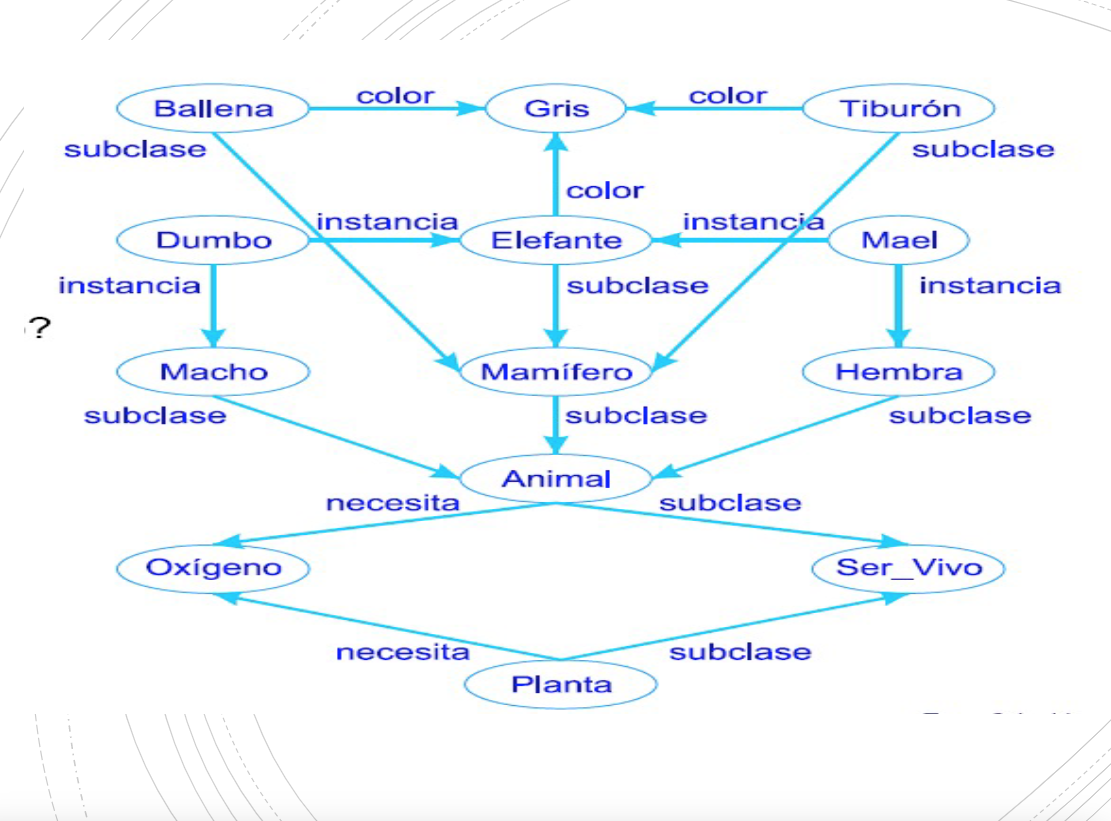 Ballena color Gris color Tiburón
subclase subclase
color
instancia instancia
Dumbo Elefante Mael
instancia subclase instancia
?
Macho Mamífero Hembra
subclase subclase subclase
Animal
necesita subclase
Oxígeno Ser_Vivo
necesita subclase
Planta